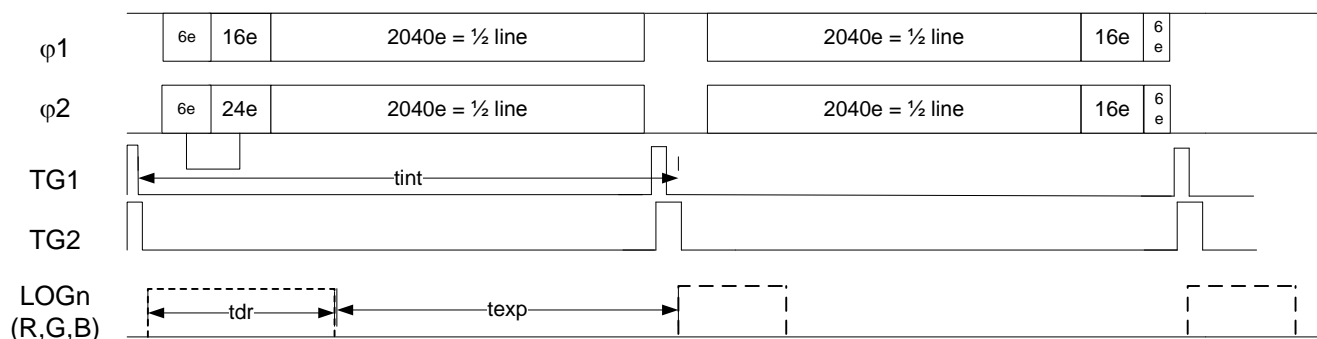 φ1 6e 16e 2040e = ½ line 2040e = ½ line 16e 6 e
φ2 6e 24e 2040e = ½ line 2040e = ½ line 16e 6 e
TG1 tint
TG2
LOGn
(R,G,B) tdr texp